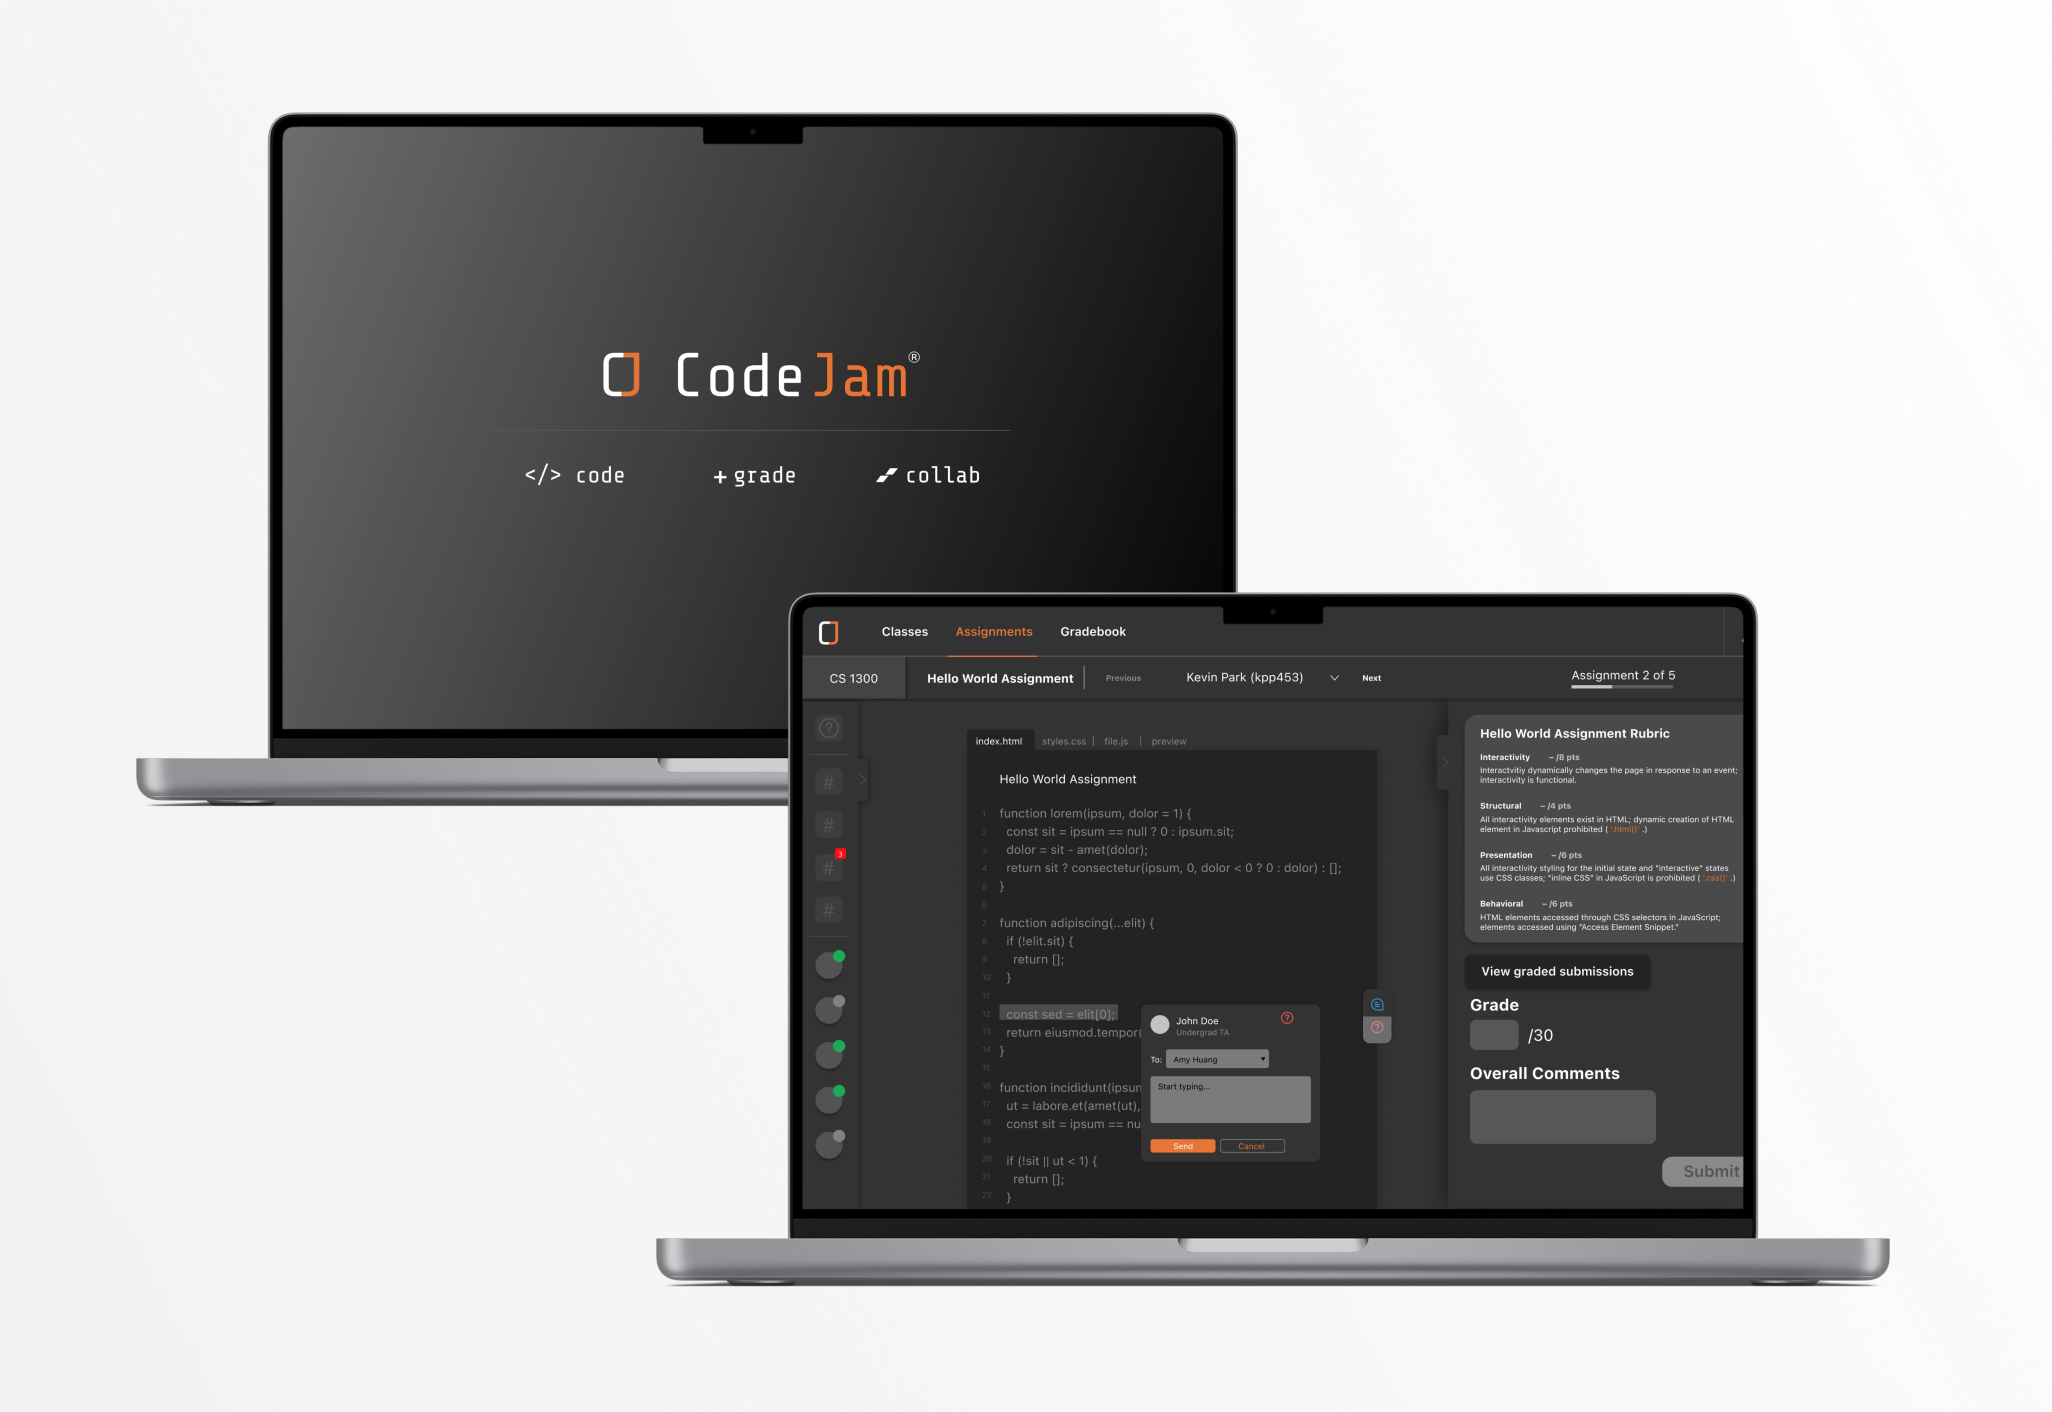 CodeJam®
</> code
+ grade
collab
Classes Assignments Gradebook
CS 1300 Hello World Assignment Previous Kevin Park (kpp453) Next Assignment 2 of 5
#
#
# 3
#
index.html styles.css file.js preview
Hello World Assignment
1 function lorem(ipsum, dolor = 1) {
2 const sit = ipsum == null ? 0 : ipsum.sit;
3 dolor = sit - amet(dolor);
4 return sit ? consectetur(ipsum, 0, dolor < 0 ? 0 : dolor) : [];
5 }
6
7 function adipiscing(...elit) {
8 if (!elit.sit) {
9 return [];
10 }
11
12 const sed = elit[0];
13 return eiusmod.tempor(
14 }
15
16 function incididunt(ipsum
17 ut = labore.et(amet(ut),
18 const sit = ipsum == nu
19
20 if (!sit || ut < 1) {
21 return [];
22 }
John Doe
Undergrad TA
To: Amy Huang
Start typing...
Send Cancel
Hello World Assignment Rubric
Interactivity – /8 pts
Interactvitiy dynamically changes the page in response to an event;
interactivity is functional.
Structural – /4 pts
All interactivity elements exist in HTML; dynamic creation of HTML
element in Javascript prohibited ( '.html()' .)
Presentation – /6 pts
All interactivity styling for the initial state and "interactive" states
use CSS classes; "inline CSS" in JavaScript is prohibited ( '.css()' .)
Behavioral – /6 pts
HTML elements accessed through CSS selectors in JavaScript;
elements accessed using "Access Element Snippet."
View graded submissions
Grade
/30
Overall Comments
Submit